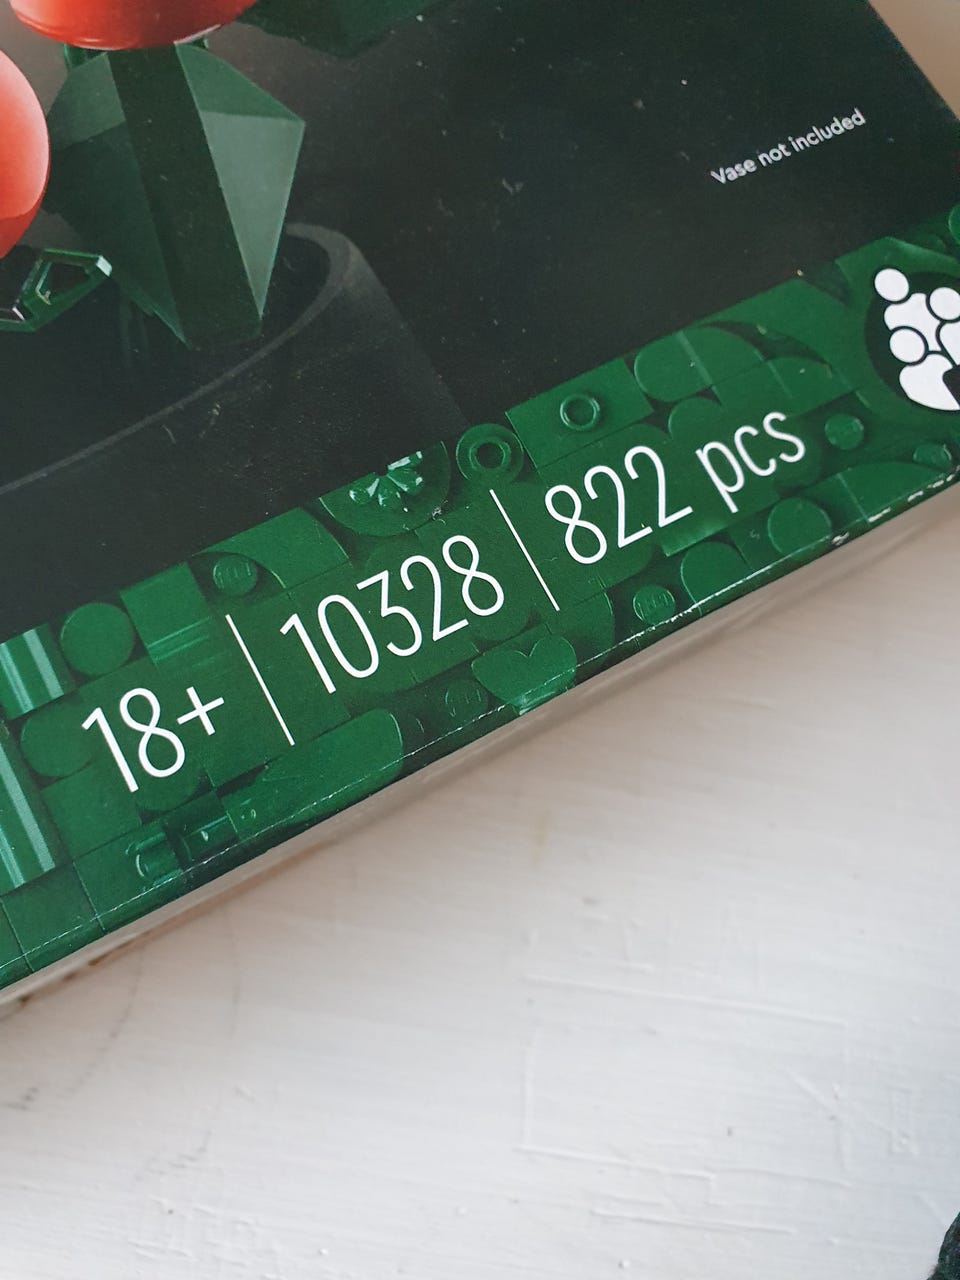 Vase not included
18+ | 10328 | 822 pcs